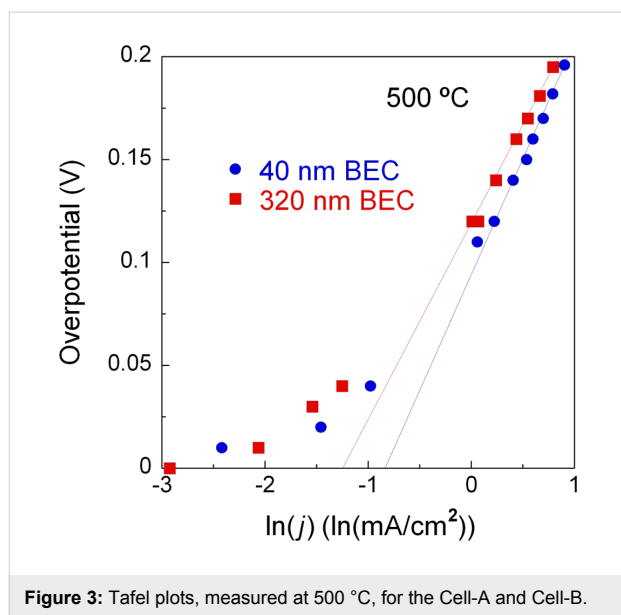 0.2
0.15
0.1
0.05
0
Overpotential (V)
500 ºC
40 nm BEC
320 nm BEC
-3
-2
-1
0
1
ln(j) (ln(mA/cm²))
Figure 3: Tafel plots, measured at 500 °C, for the Cell-A and Cell-B.